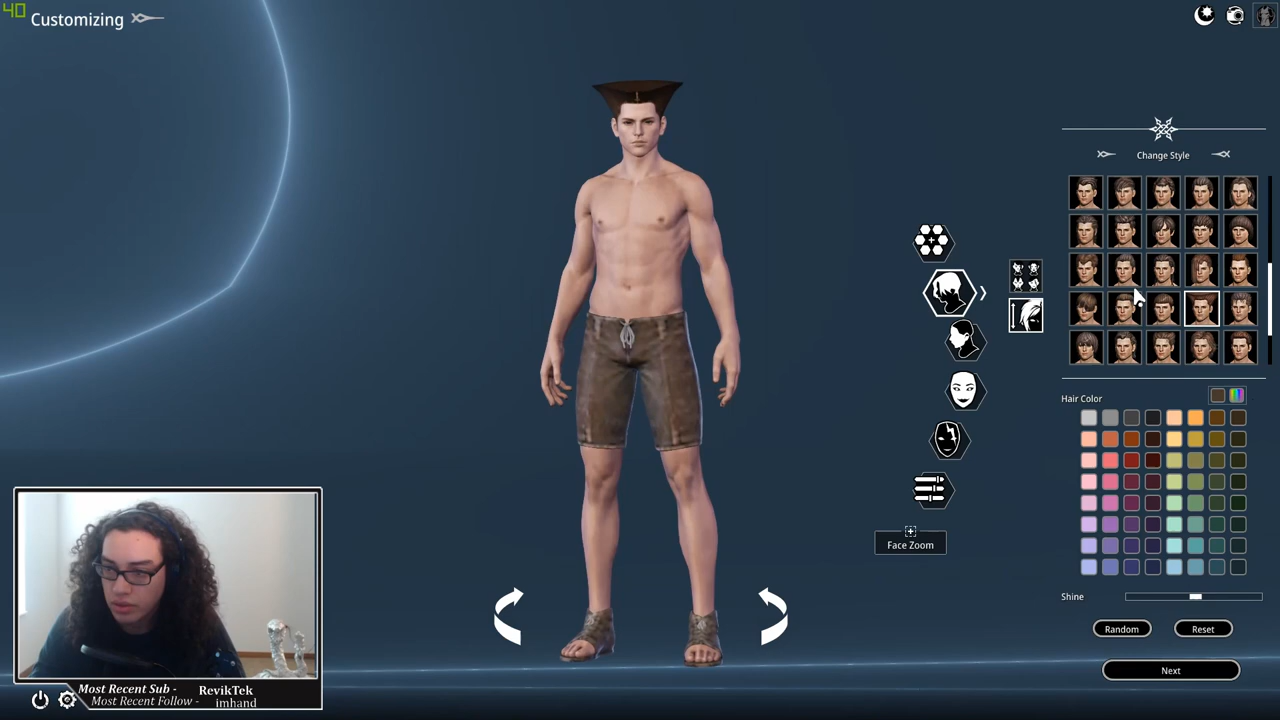 40
Customizing
Change Style
Hair Color
Face Zoom
Shine
Random
Reset
Next
Most Recent Sub - RevikTek
Most Recent Follow - imhand